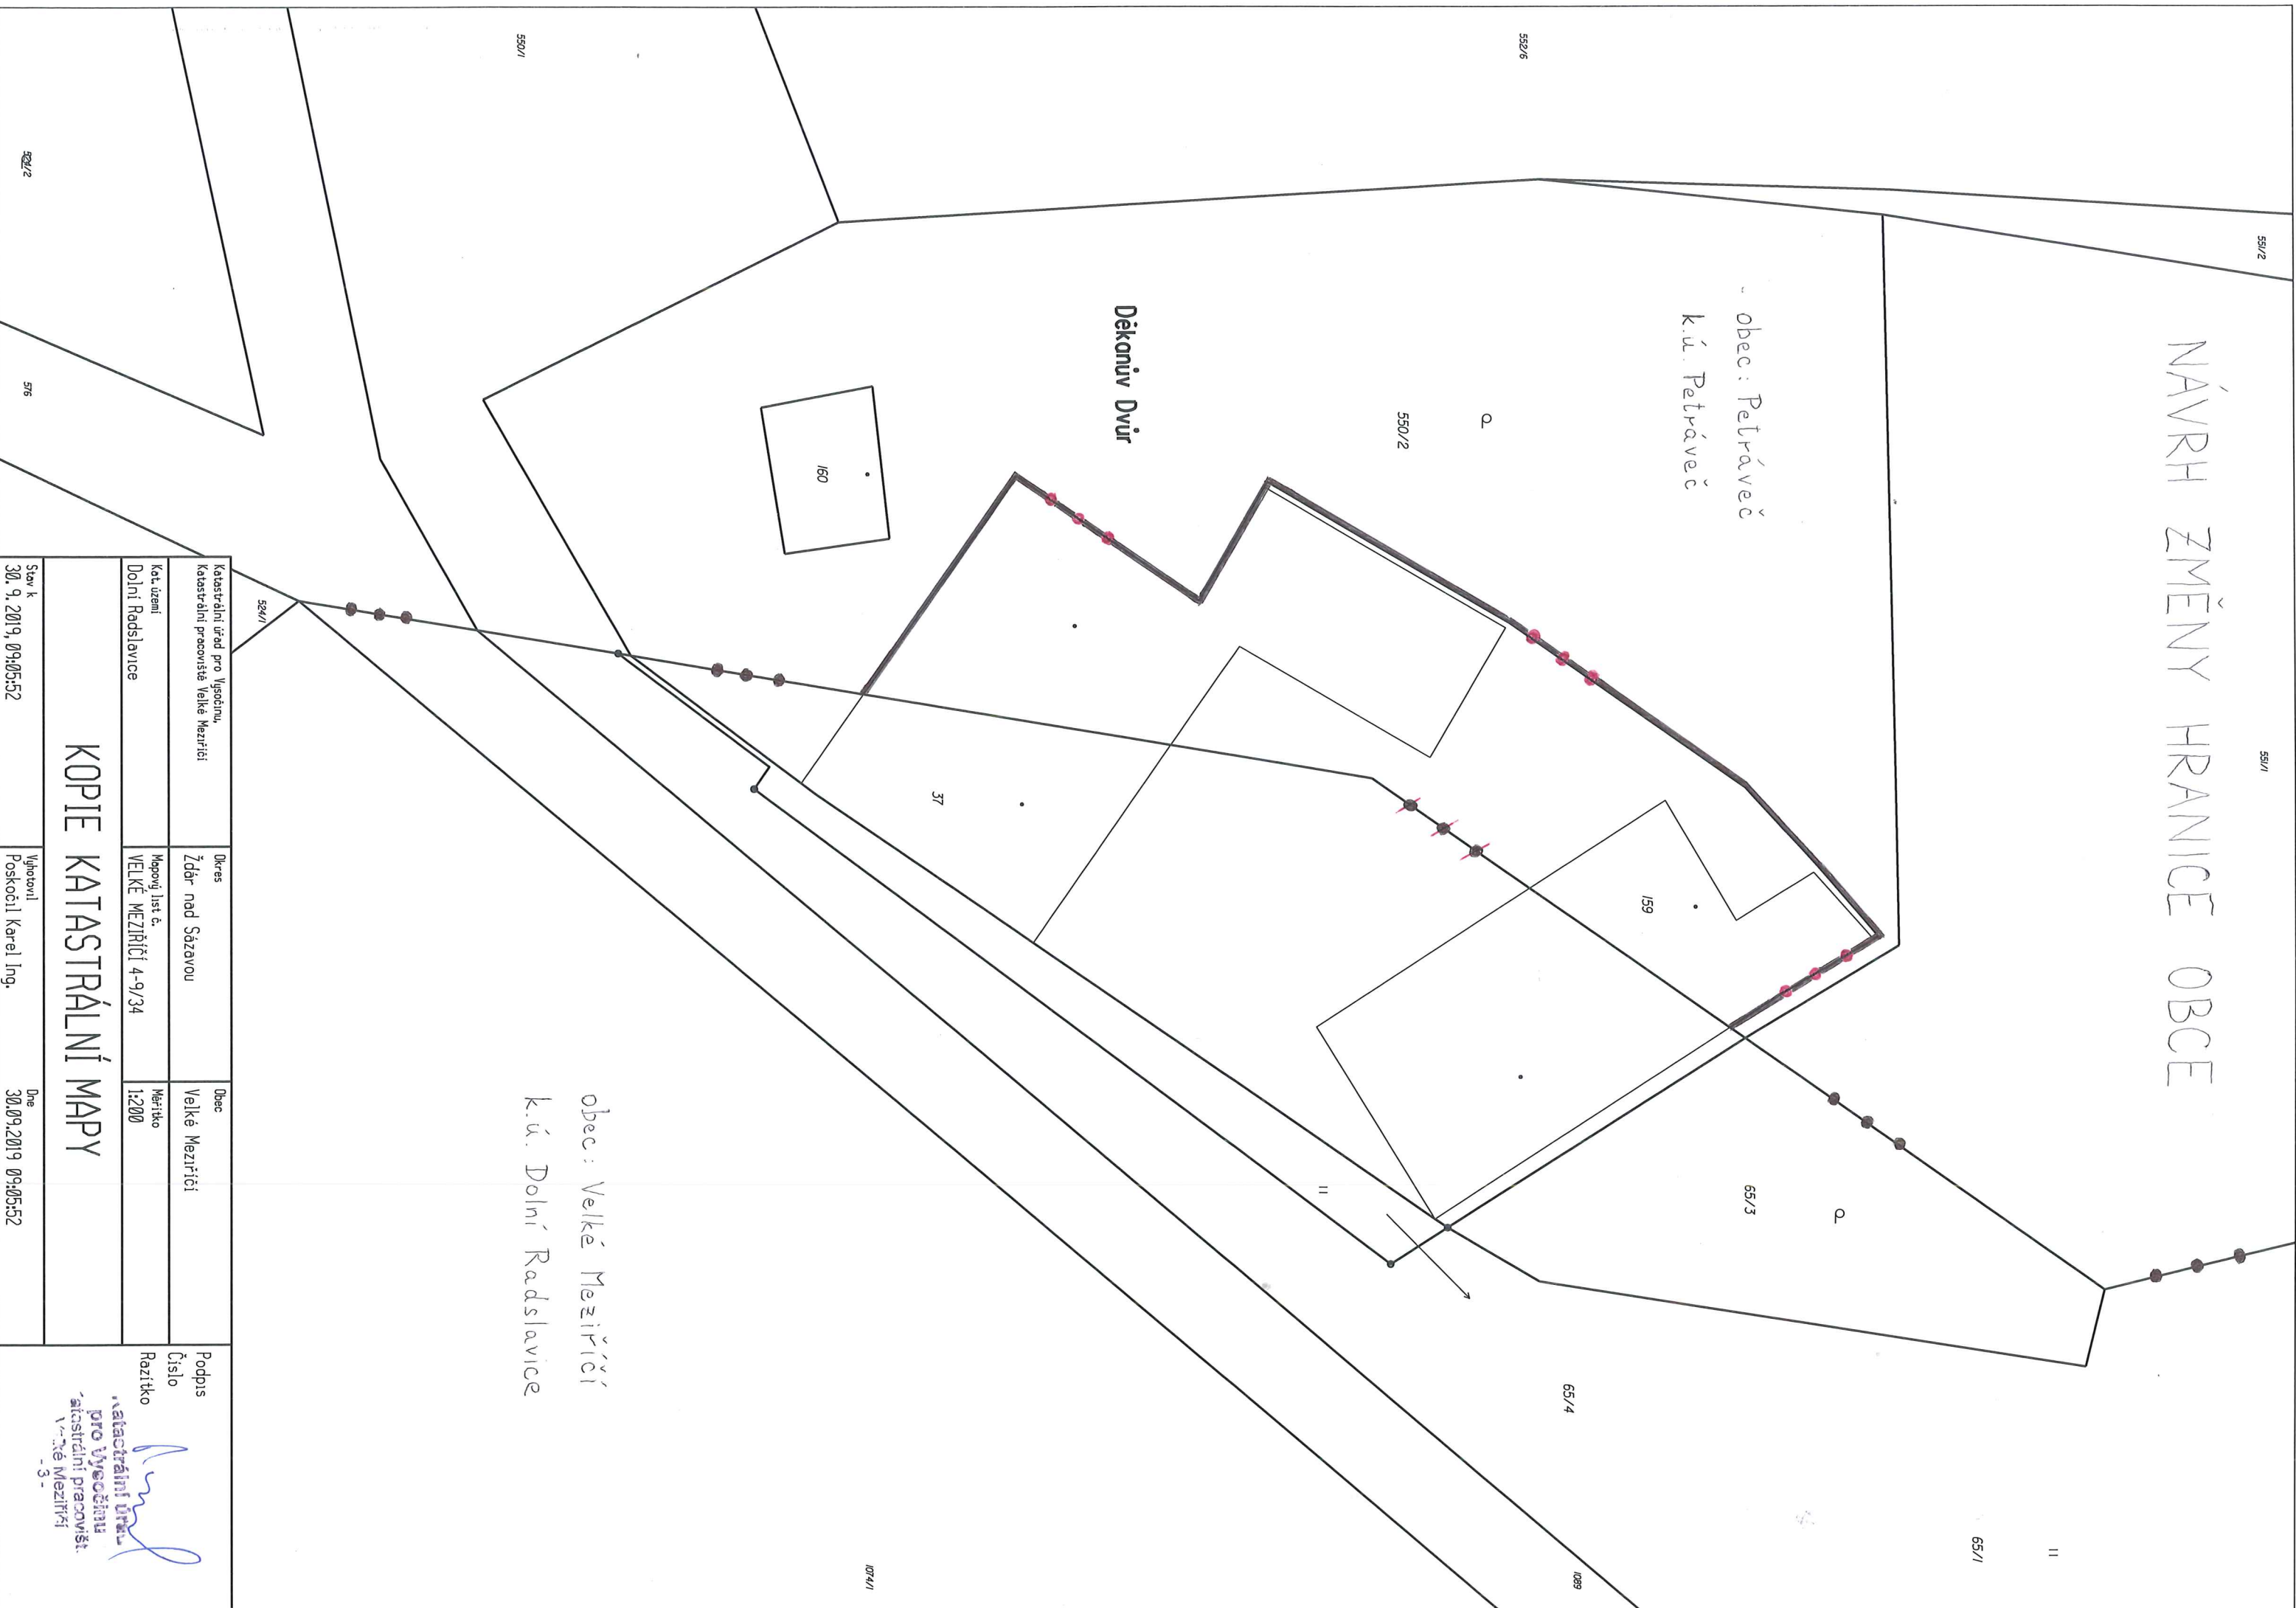 NÁVRH ZMĚNY HRANICE OBCE
551/2
551/1
- obec: Petráveč
k.ú. Petráveč
552/6
550/2
Děkanův Dvůr
550/1
160
37
159
65/3
65/4
65/1
1089
1074/1
obec: Velké Meziříčí
k.ú. Dolní Radslavice
524/1
524/2
576
Katastrální úřad pro Vysočinu,
Katastrální pracoviště Velké Meziříčí
Okres
Žďár nad Sázavou
Obec
Velké Meziříčí
Kat. území
Dolní Radslavice
Mapový list č.
VELKÉ MEZIŘÍČÍ 4-9/34
Měřítko
1:200
KOPIE KATASTRÁLNÍ MAPY
Stav k
30. 9. 2019, 09:05:52
Vyhotovil
Poskočil Karel Ing.
Dne
30.09.2019 09:05:52
Podpis
Číslo
Razítko
pro Vysočinu
Meziříčí
- 3 -